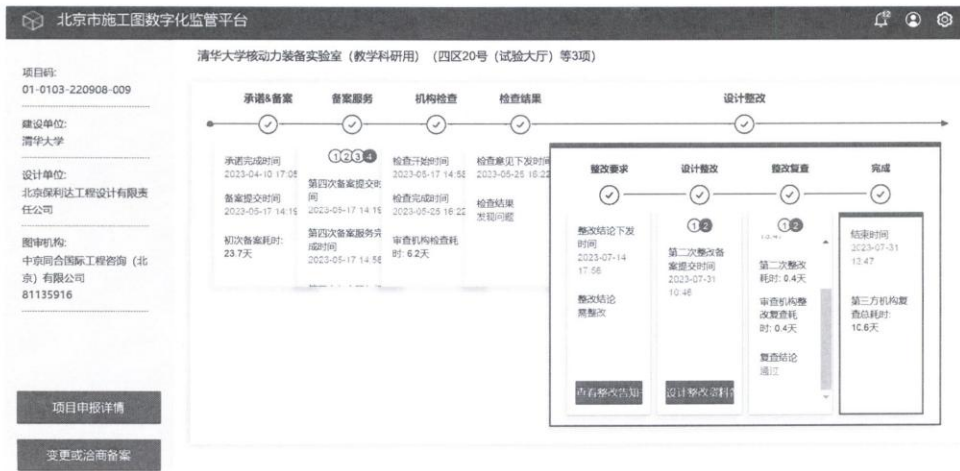 北京市施工图数字化监管平台
12
清华大学核动力装备实验室（教学科研用）（四区20号（试验大厅）等3项）
项目码:
01-0103-220908-009
建设单位:
清华大学
设计单位:
北京保利达工程设计有限责
任公司
图审机构:
中京同合国际工程咨询（北
京）有限公司
81135916
项目申报详情
变更或洽商备案
承诺&备案
备案服务
机构检查
检查结果
设计整改
承诺完成时间
2023-04-10 17:05
备案提交时间
2023-05-17 14:19
初次备案耗时:
23.7天
1 2 3 4
第四次备案提交时
间
2023-05-17 14:19
第四次备案服务完
成时间
2023-05-17 14:58
检查开始时间
2023-05-17 14:58
检查完成时间
2023-05-25 16:22
审查机构检查耗
时: 6.2天
检查意见下发时间
2023-05-25 16:22
检查结果
发现问题
整改要求
设计整改
整改复查
完成
整改结论下发
时间
2023-07-14
17:56
整改结论
需整改
查看整改告知
1 2
第二次整改备
案提交时间
2023-07-31
10:46
设计整改资料
1 2
第二次整改
耗时: 0.4天
审查机构整
改复查耗
时: 0.4天
复查结论
通过
结束时间
2023-07-31
13:47
第三方机构复
查总耗时:
10.6天